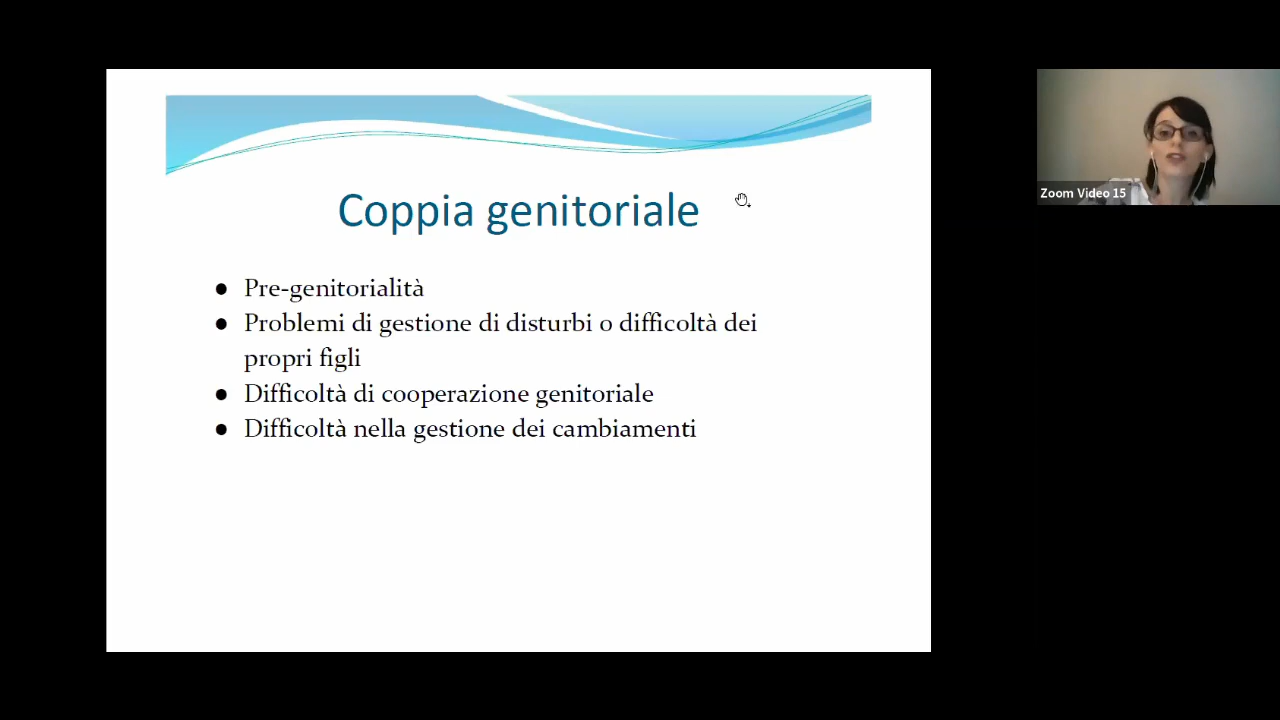 Coppia genitoriale
● Pre-genitorialità
● Problemi di gestione di disturbi o difficoltà dei
propri figli
● Difficoltà di cooperazione genitoriale
● Difficoltà nella gestione dei cambiamenti
Zoom Video 15